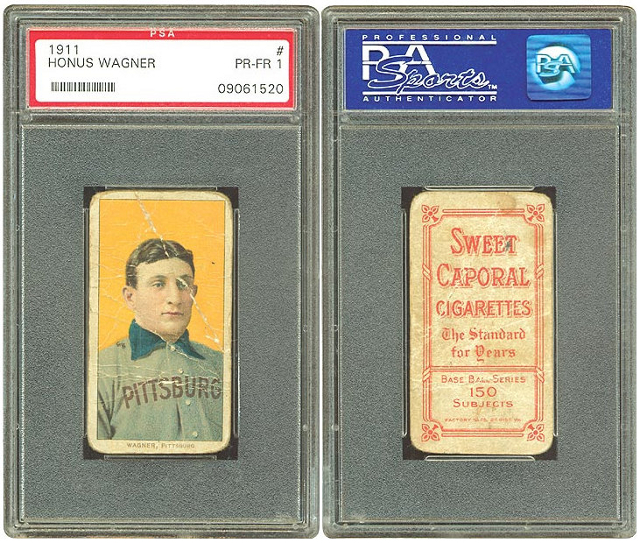 PSA
1911 #
HONUS WAGNER PR-FR 1
09061520
PITTSBURG
WAGNER, PITTSBURG
PROFESSIONAL
PSA
Sports™
AUTHENTICATOR
PSA
SWEET
CAPORAL
CIGARETTES
The Standard
for Years
BASE BALL SERIES
150
SUBJECTS